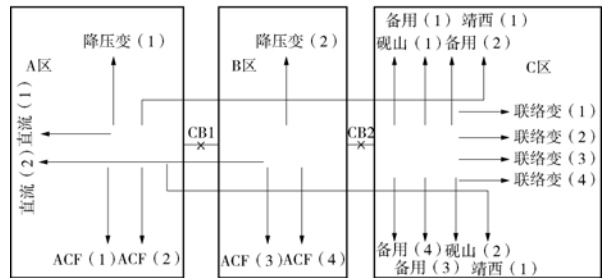 备用（1） 靖西（1）
降压变（1）
降压变（2）
砚山（1） 备用（2）
A区
B区
C区
直流（1）
联络变（1）
CB1
CB2
联络变（2）
联络变（3）
直流（2）
联络变（4）
备用（4） 砚山（2）
ACF（1） ACF（2）
ACF（3） ACF（4）
备用（3） 靖西（1）